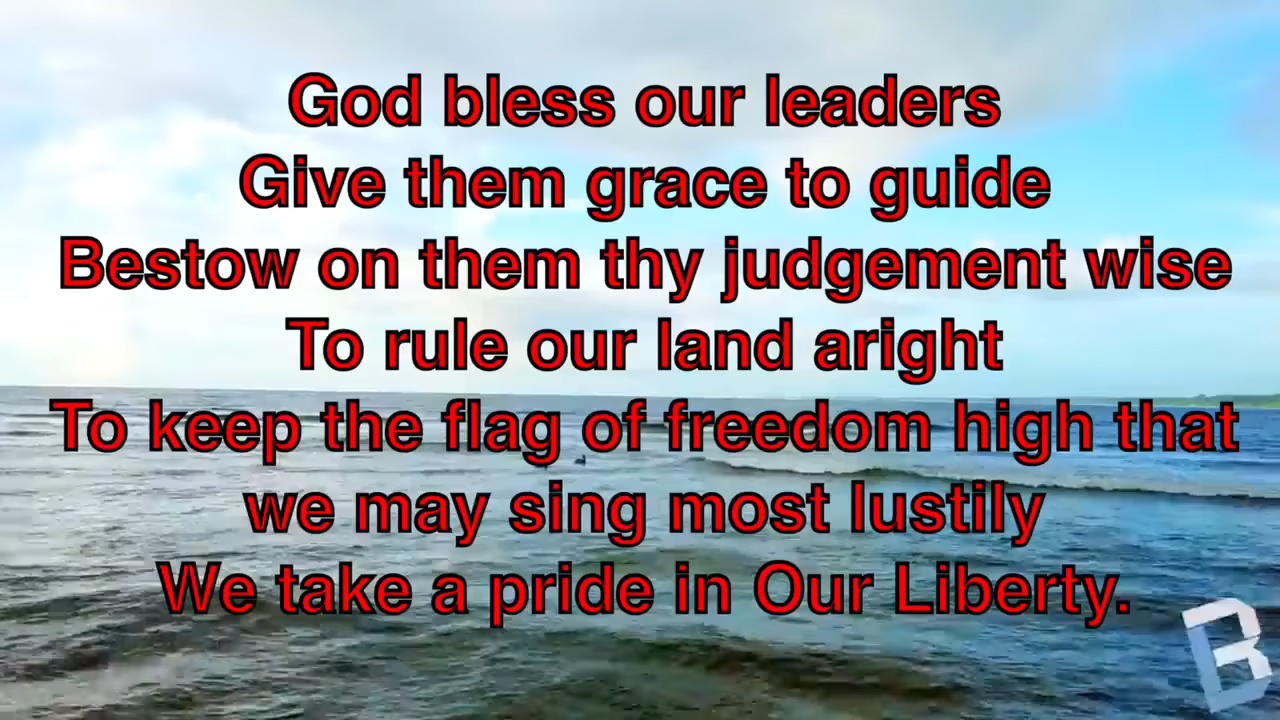 God bless our leaders
Give them grace to guide
Bestow on them thy judgement wise
To rule our land aright
To keep the flag of freedom high that
we may sing most lustily
We take a pride in Our Liberty.
B